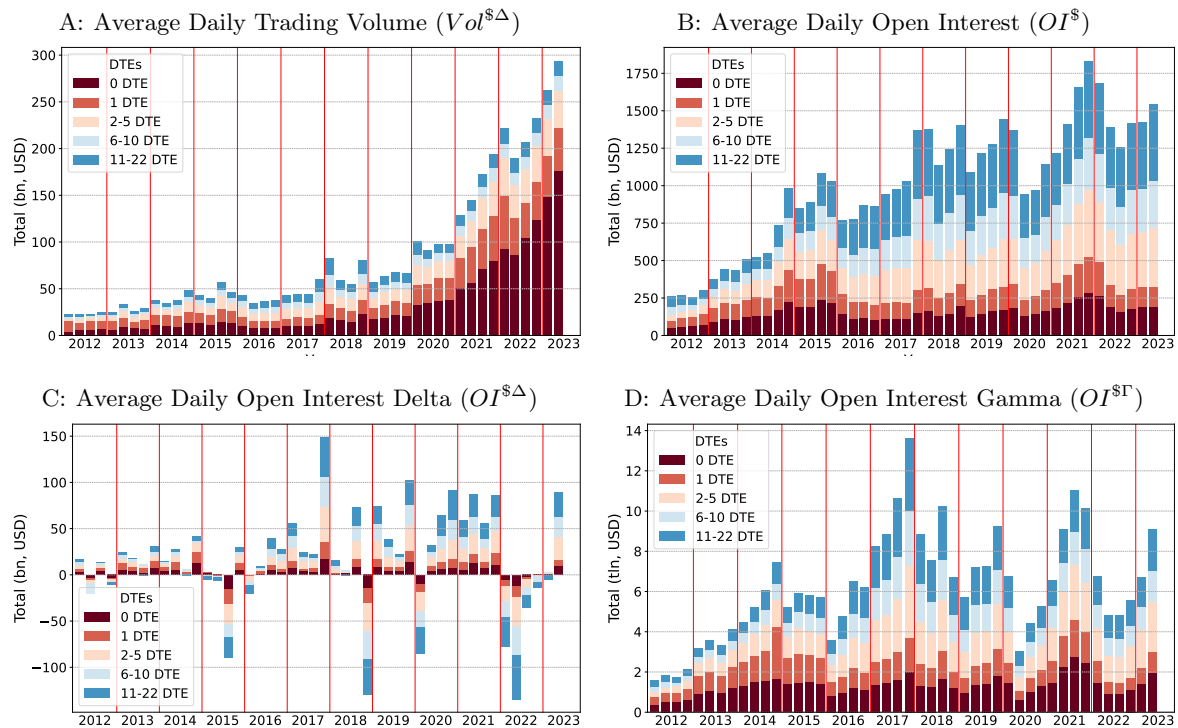 A: Average Daily Trading Volume (Vol^{$Δ})
Total (bn, USD)
300
250
200
150
100
50
0
DTEs
0 DTE
1 DTE
2-5 DTE
6-10 DTE
11-22 DTE
2012 2013 2014 2015 2016 2017 2018 2019 2020 2021 2022 2023
B: Average Daily Open Interest (OI^{$})
Total (bn, USD)
1750
1500
1250
1000
750
500
250
0
DTEs
0 DTE
1 DTE
2-5 DTE
6-10 DTE
11-22 DTE
2012 2013 2014 2015 2016 2017 2018 2019 2020 2021 2022 2023
C: Average Daily Open Interest Delta (OI^{$Δ})
Total (bn, USD)
150
100
50
0
−50
−100
DTEs
0 DTE
1 DTE
2-5 DTE
6-10 DTE
11-22 DTE
2012 2013 2014 2015 2016 2017 2018 2019 2020 2021 2022 2023
D: Average Daily Open Interest Gamma (OI^{$Γ})
Total (tln, USD)
14
12
10
8
6
4
2
0
DTEs
0 DTE
1 DTE
2-5 DTE
6-10 DTE
11-22 DTE
2012 2013 2014 2015 2016 2017 2018 2019 2020 2021 2022 2023